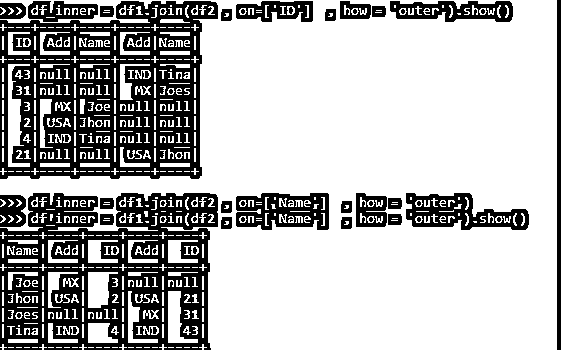 >>> df_inner = df1.join(df2 , on=['ID'] , how = 'outer').show()
+---+----+----+----+----+
| ID| Add|Name| Add|Name|
+---+----+----+----+----+
| 43|null|null| IND|Tina|
| 31|null|null| MX|Joes|
| 3| MX| Joe|null|null|
| 2| USA|Jhon|null|null|
| 4| IND|Tina|null|null|
| 21|null|null| USA|Jhon|
+---+----+----+----+----+
>>> df_inner = df1.join(df2 , on=['Name'] , how = 'outer')
>>> df_inner = df1.join(df2 , on=['Name'] , how = 'outer').show()
+----+----+----+----+----+
|Name| Add| ID| Add| ID|
+----+----+----+----+----+
| Joe| MX| 3|null|null|
|Jhon| USA| 2| USA| 21|
|Joes|null|null| MX| 31|
|Tina| IND| 4| IND| 43|
+----+----+----+----+----+